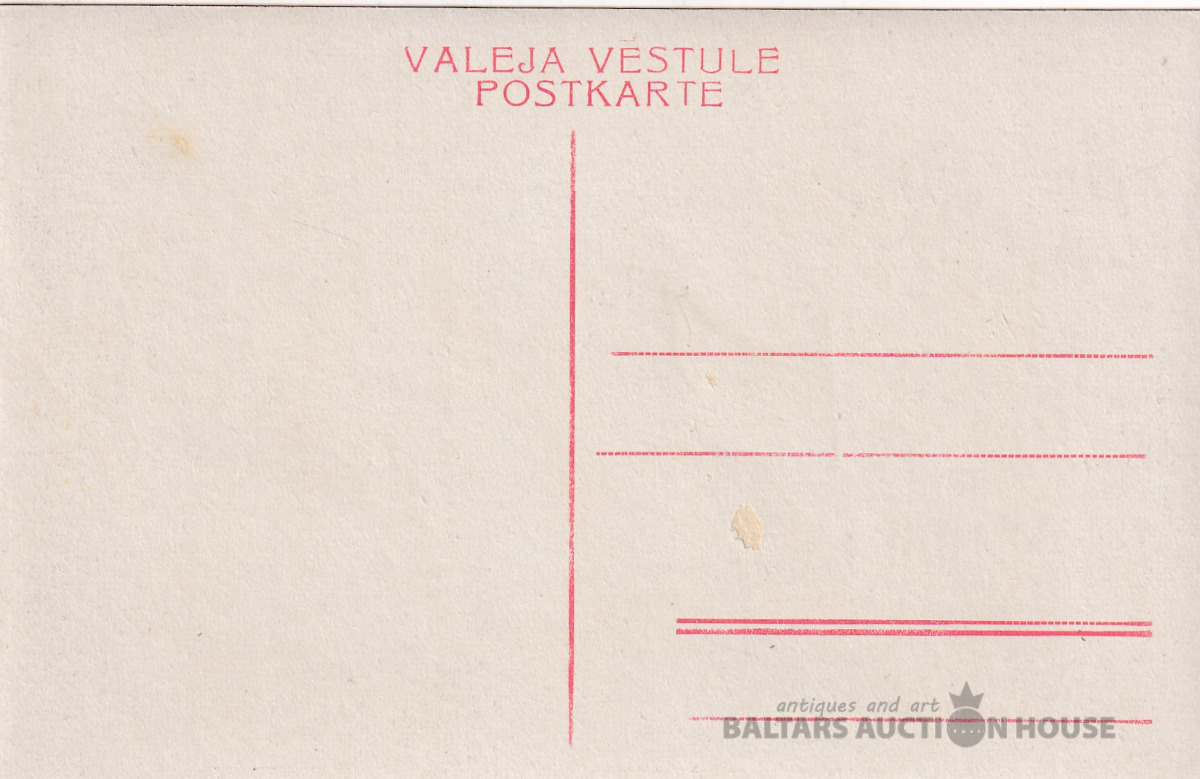 VALEJA VĒSTULE
POSTKARTE
antiques and art
BALTARS AUCTION HOUSE